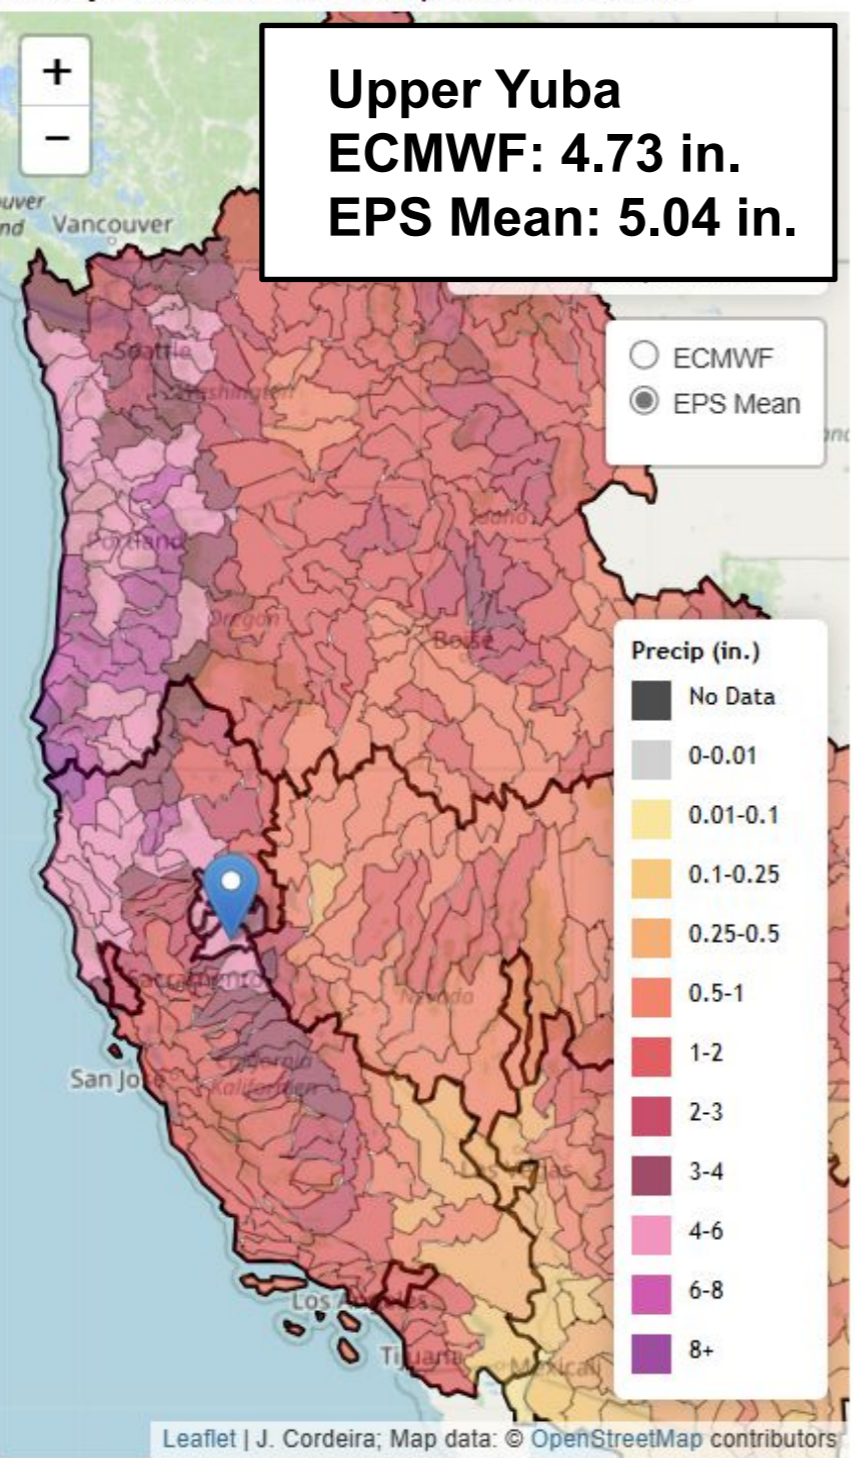 +
−
Upper Yuba
ECMWF: 4.73 in.
EPS Mean: 5.04 in.
Vancouver
ECMWF
EPS Mean
Seattle
Washington
Portland
Idaho
Oregon
Boise
Precip (in.)
No Data
0-0.01
0.01-0.1
0.1-0.25
0.25-0.5
0.5-1
1-2
2-3
3-4
4-6
6-8
8+
Sacramento
Nevada
San José
California
Kalifornien
Las Vegas
Los Angeles
Tijuana
Mexicali
Leaflet | J. Cordeira; Map data: © OpenStreetMap contributors